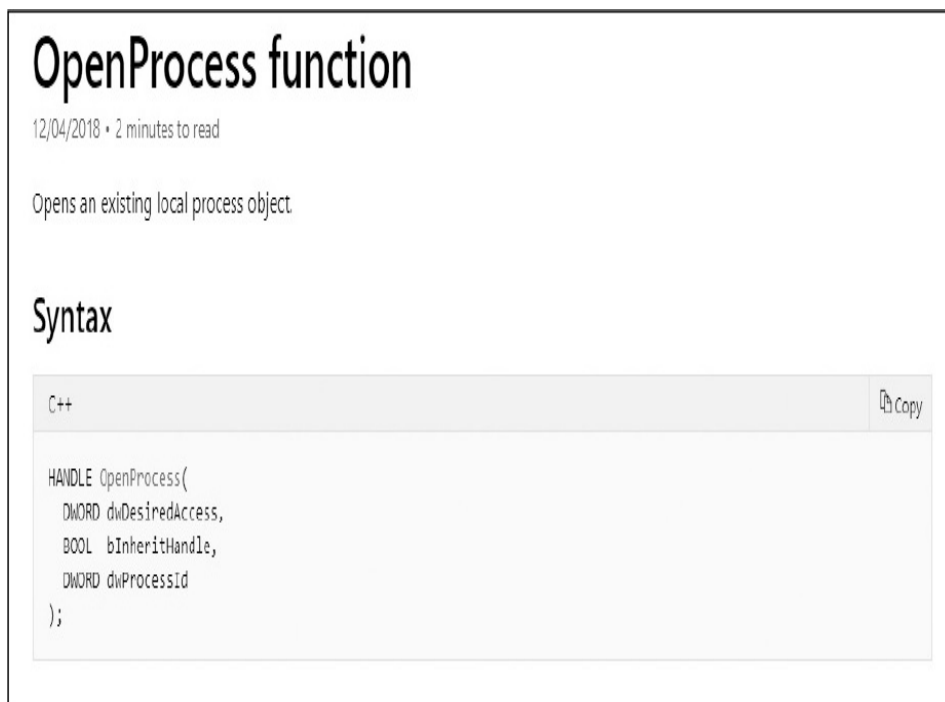 OpenProcess function
12/04/2018 • 2 minutes to read
Opens an existing local process object.
Syntax
C++ Copy
HANDLE OpenProcess(
  DWORD dwDesiredAccess,
  BOOL  bInheritHandle,
  DWORD dwProcessId
);